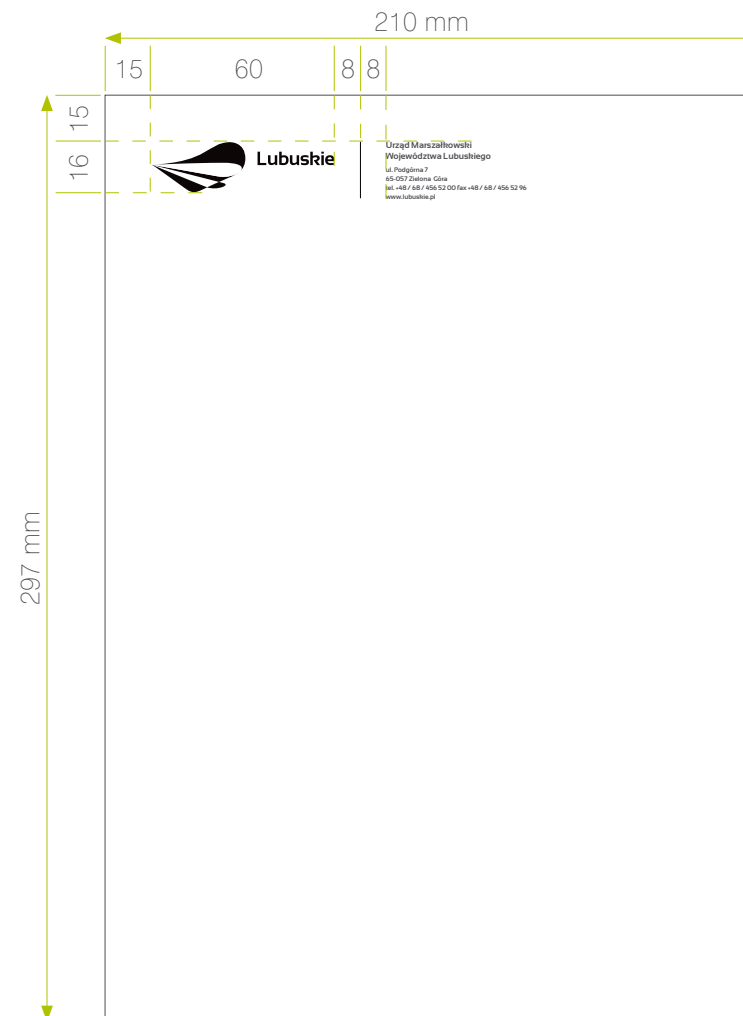 210 mm
15 60 8 8
15
16
Lubuskie
Urząd Marszałkowski
Województwa Lubuskiego
ul. Podgórna 7
65-057 Zielona Góra
tel. +48 / 68 / 456 52 00 fax +48 / 68 / 456 52 96
www.lubuskie.pl
297 mm